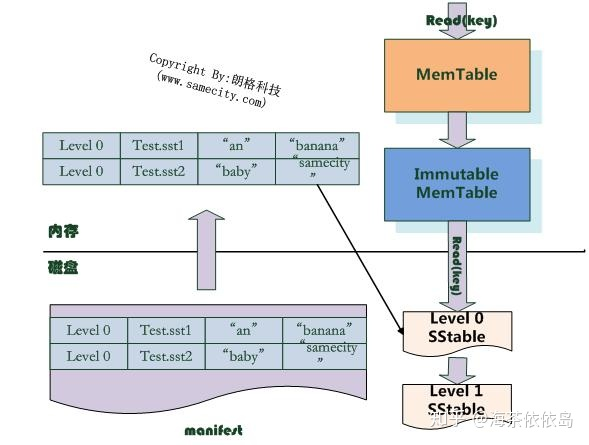 Read(key)
MemTable
Copyright By:朗格科技
(www.samecity.com)
Level 0 Test.sst1 “an” “banana”
Level 0 Test.sst2 “baby” “samecity
”
Immutable
MemTable
内存
磁盘
Read(key)
Level 0 Test.sst1 “an” “banana”
Level 0 Test.sst2 “baby” “samecity
”
Level 0
SStable
Level 1
SStable
manifest
知乎 @海茶依依岛